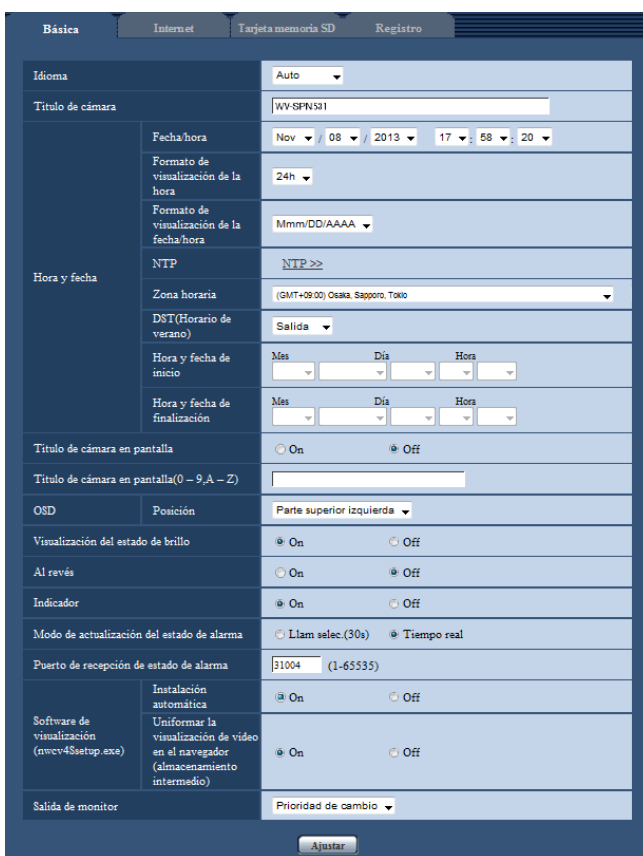 Básica Internet Tarjeta memoria SD Registro
Idioma Auto
Titulo de cámara WV-SPN531
Hora y fecha
Fecha/hora Nov / 08 / 2013 17 : 58 : 20
Formato de
visualización de la
hora
24h
Formato de
visualización de la
fecha/hora
Mmm/DD/AAAA
NTP NTP >>
Zona horaria (GMT+09:00) Osaka, Sapporo, Tokio
DST(Horario de
verano)
Salida
Hora y fecha de
inicio
Mes Día Hora
Hora y fecha de
finalización
Mes Día Hora
Titulo de cámara en pantalla On Off
Titulo de cámara en pantalla(0 – 9,A – Z)
OSD Posición Parte superior izquierda
Visualización del estado de brillo On Off
Al revés On Off
Indicador On Off
Modo de actualización del estado de alarma Llam selec.(30s) Tiempo real
Puerto de recepción de estado de alarma 31004 (1-65535)
Software de
visualización
(nwcv4Ssetup.exe)
Instalación
automática
On Off
Uniformar la
visualización de video
en el navegador
(almacenamiento
intermedio)
On Off
Salida de monitor Prioridad de cambio
Ajustar